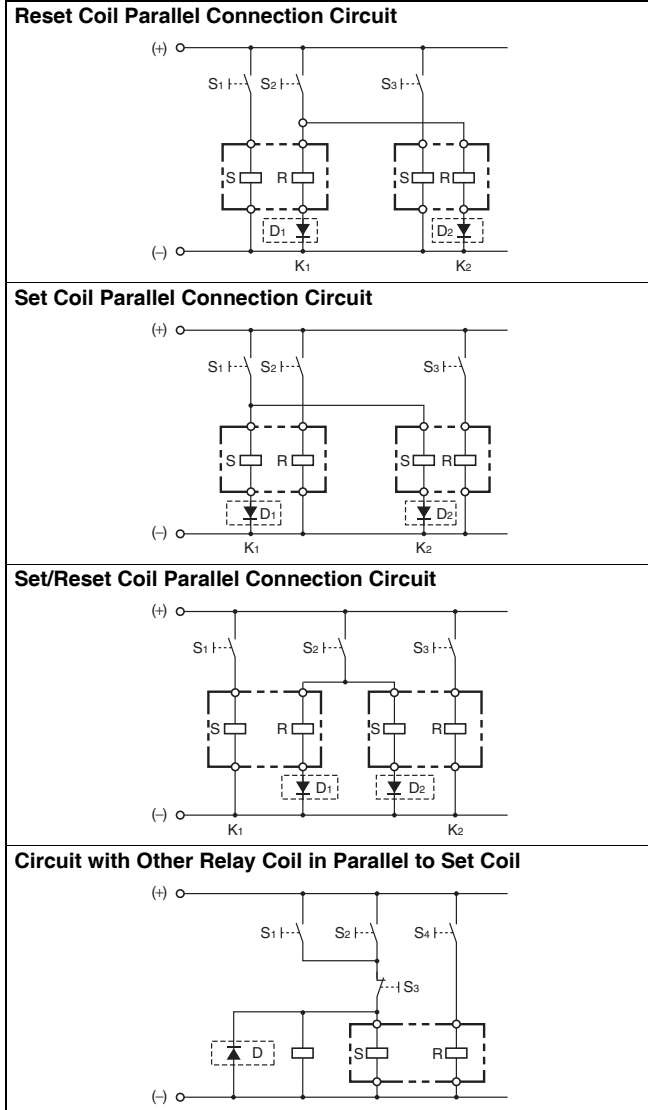 Reset Coil Parallel Connection Circuit
(+)
S1 S2 S3
S R S R
D1 D2
(–)
K1 K2
Set Coil Parallel Connection Circuit
(+)
S1 S2 S3
S R S R
D1 D2
(–)
K1 K2
Set/Reset Coil Parallel Connection Circuit
(+)
S1 S2 S3
S R S R
D1 D2
(–)
K1 K2
Circuit with Other Relay Coil in Parallel to Set Coil
(+)
S1 S2 S4
S3
D S R
(–)